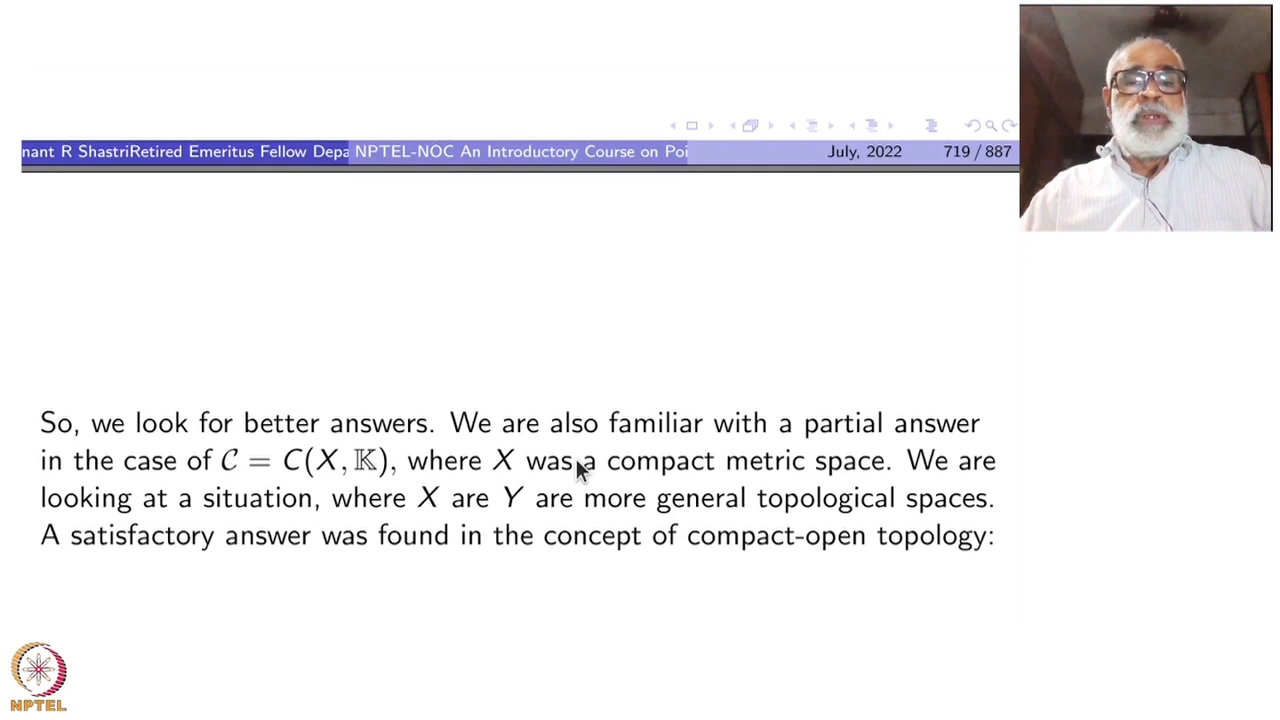 nant R ShastriRetired Emeritus Fellow Depa NPTEL-NOC An Introductory Course on Poi July, 2022 719 / 887
So, we look for better answers. We are also familiar with a partial answer
in the case of 𝒞 = C(X, 𝕂), where X was a compact metric space. We are
looking at a situation, where X are Y are more general topological spaces.
A satisfactory answer was found in the concept of compact-open topology:
NPTEL